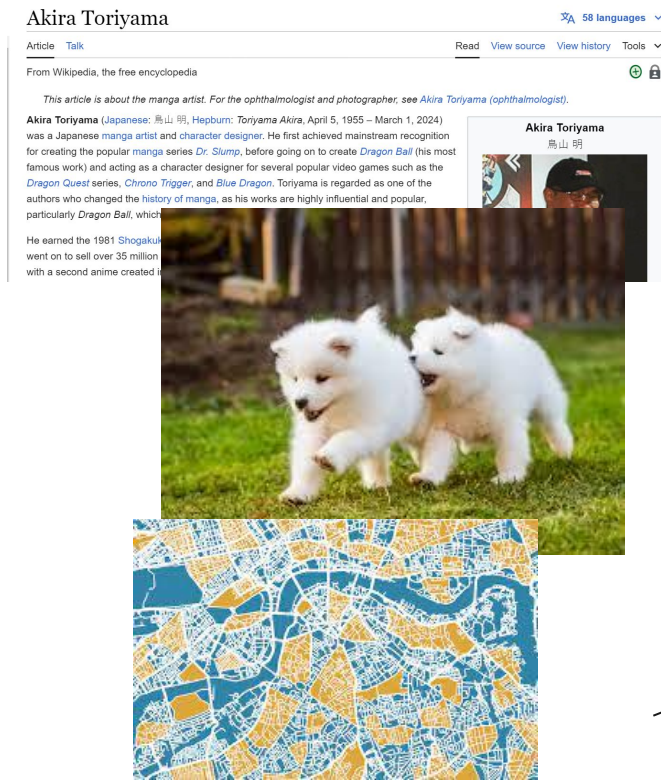 Akira Toriyama
58 languages
Article Talk
Read View source View history Tools
From Wikipedia, the free encyclopedia
This article is about the manga artist. For the ophthalmologist and photographer, see Akira Toriyama (ophthalmologist).
Akira Toriyama (Japanese: 鳥山 明, Hepburn: Toriyama Akira, April 5, 1955 – March 1, 2024)
was a Japanese manga artist and character designer. He first achieved mainstream recognition
for creating the popular manga series Dr. Slump, before going on to create Dragon Ball (his most
famous work) and acting as a character designer for several popular video games such as the
Dragon Quest series, Chrono Trigger, and Blue Dragon. Toriyama is regarded as one of the
authors who changed the history of manga, as his works are highly influential and popular,
particularly Dragon Ball, which
He earned the 1981
went on to sell over 35 million
with a second anime created
Akira Toriyama
鳥山 明